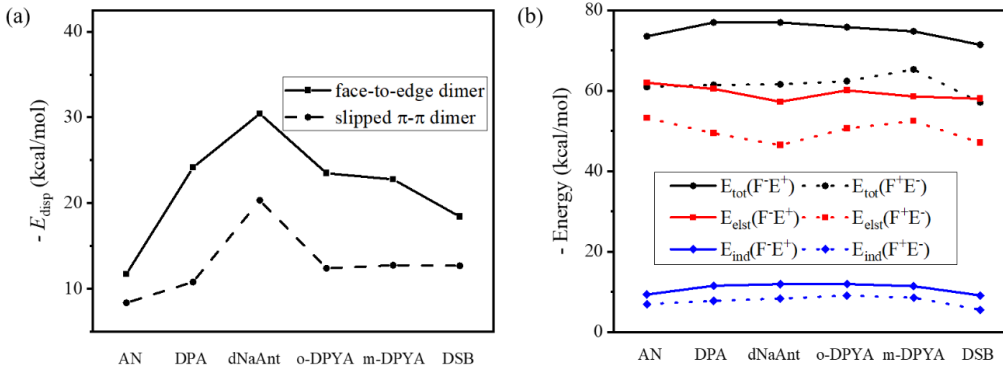 (a)
40
30
20
10
- E_disp (kcal/mol)
face-to-edge dimer
slipped π-π dimer
AN DPA dNaAnt o-DPYA m-DPYA DSB
(b)
80
60
40
20
0
- Energy (kcal/mol)
E_tot(F⁻E⁺) E_tot(F⁺E⁻)
E_elst(F⁻E⁺) E_elst(F⁺E⁻)
E_ind(F⁻E⁺) E_ind(F⁺E⁻)
AN DPA dNaAnt o-DPYA m-DPYA DSB